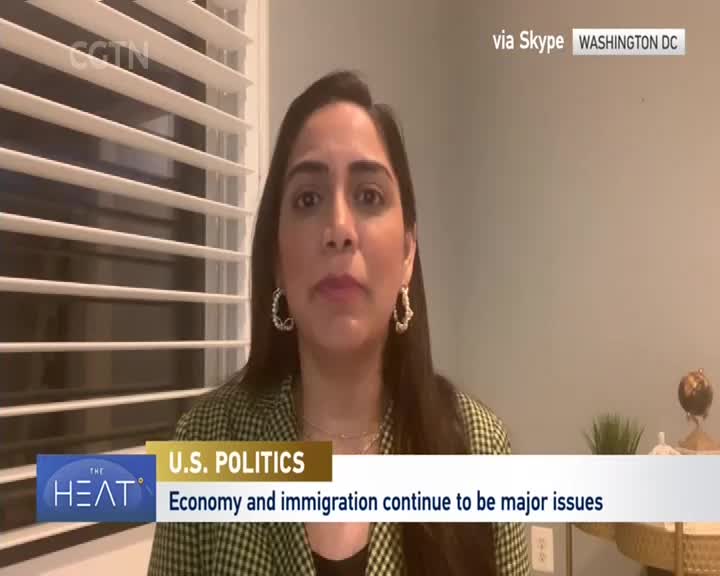 CGTN
via Skype WASHINGTON DC
U.S. POLITICS
THE
HEAT
Economy and immigration continue to be major issues